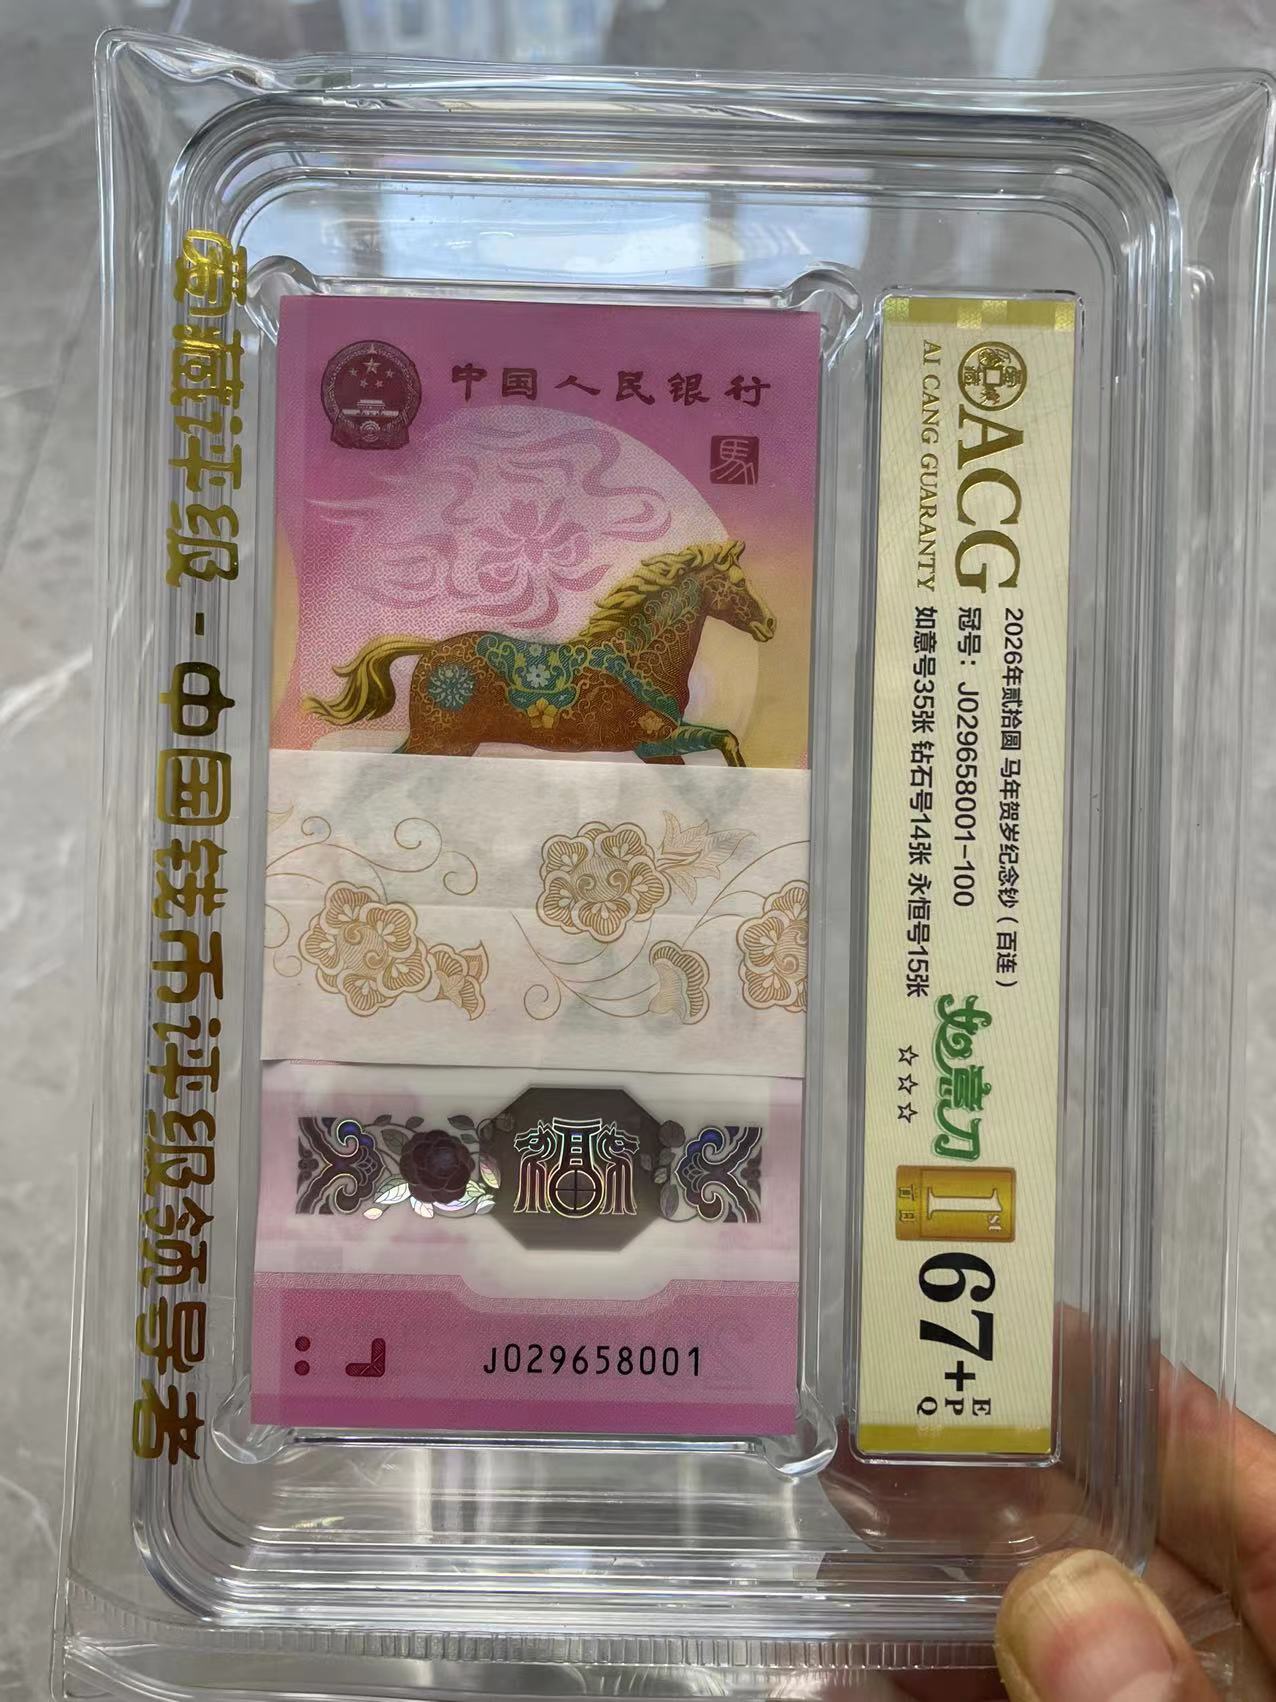 爱藏评级-中国钱币评级领导者
中国人民银行
馬
J029658001
ACG
AI CANG GUARANTY
2026年贰拾圆 马年贺岁纪念钞（百连）
冠号：J029658001-100
如意号35张 钻石号14张 永恒号15张
如意刀
☆☆☆
1st
首日
67+
EPQ